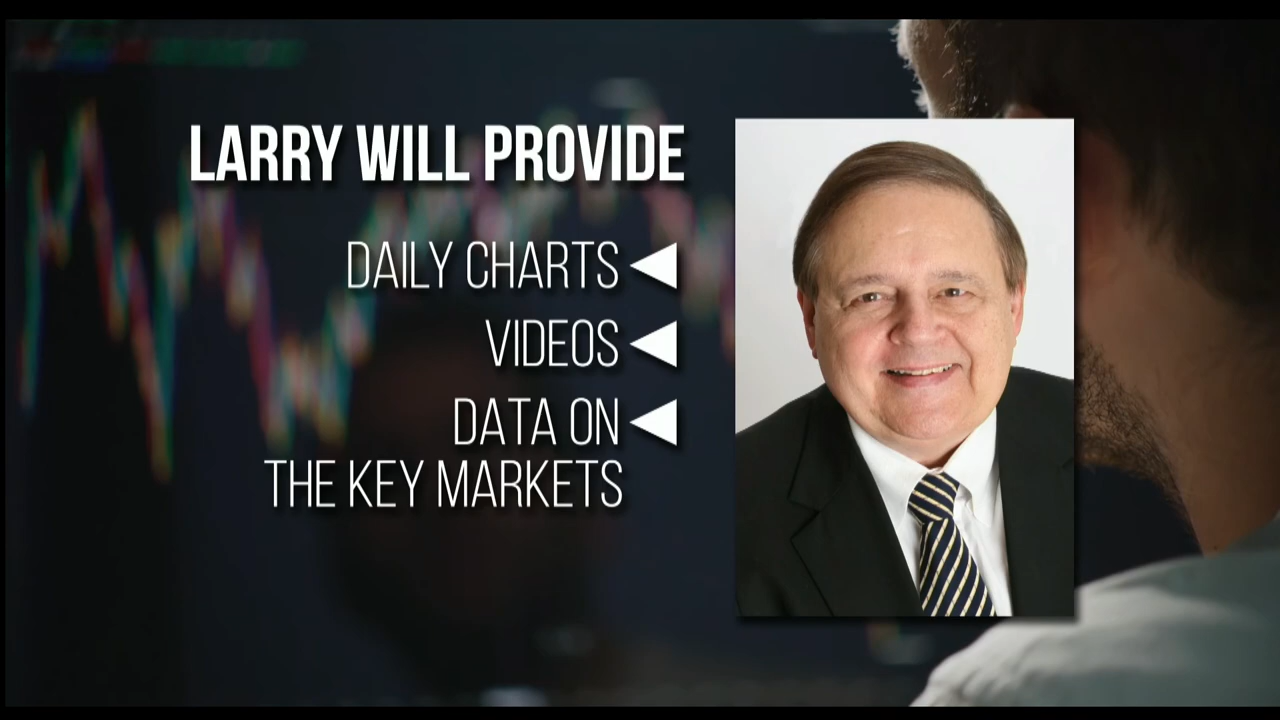 LARRY WILL PROVIDE
DAILY CHARTS
VIDEOS
DATA ON
THE KEY MARKETS